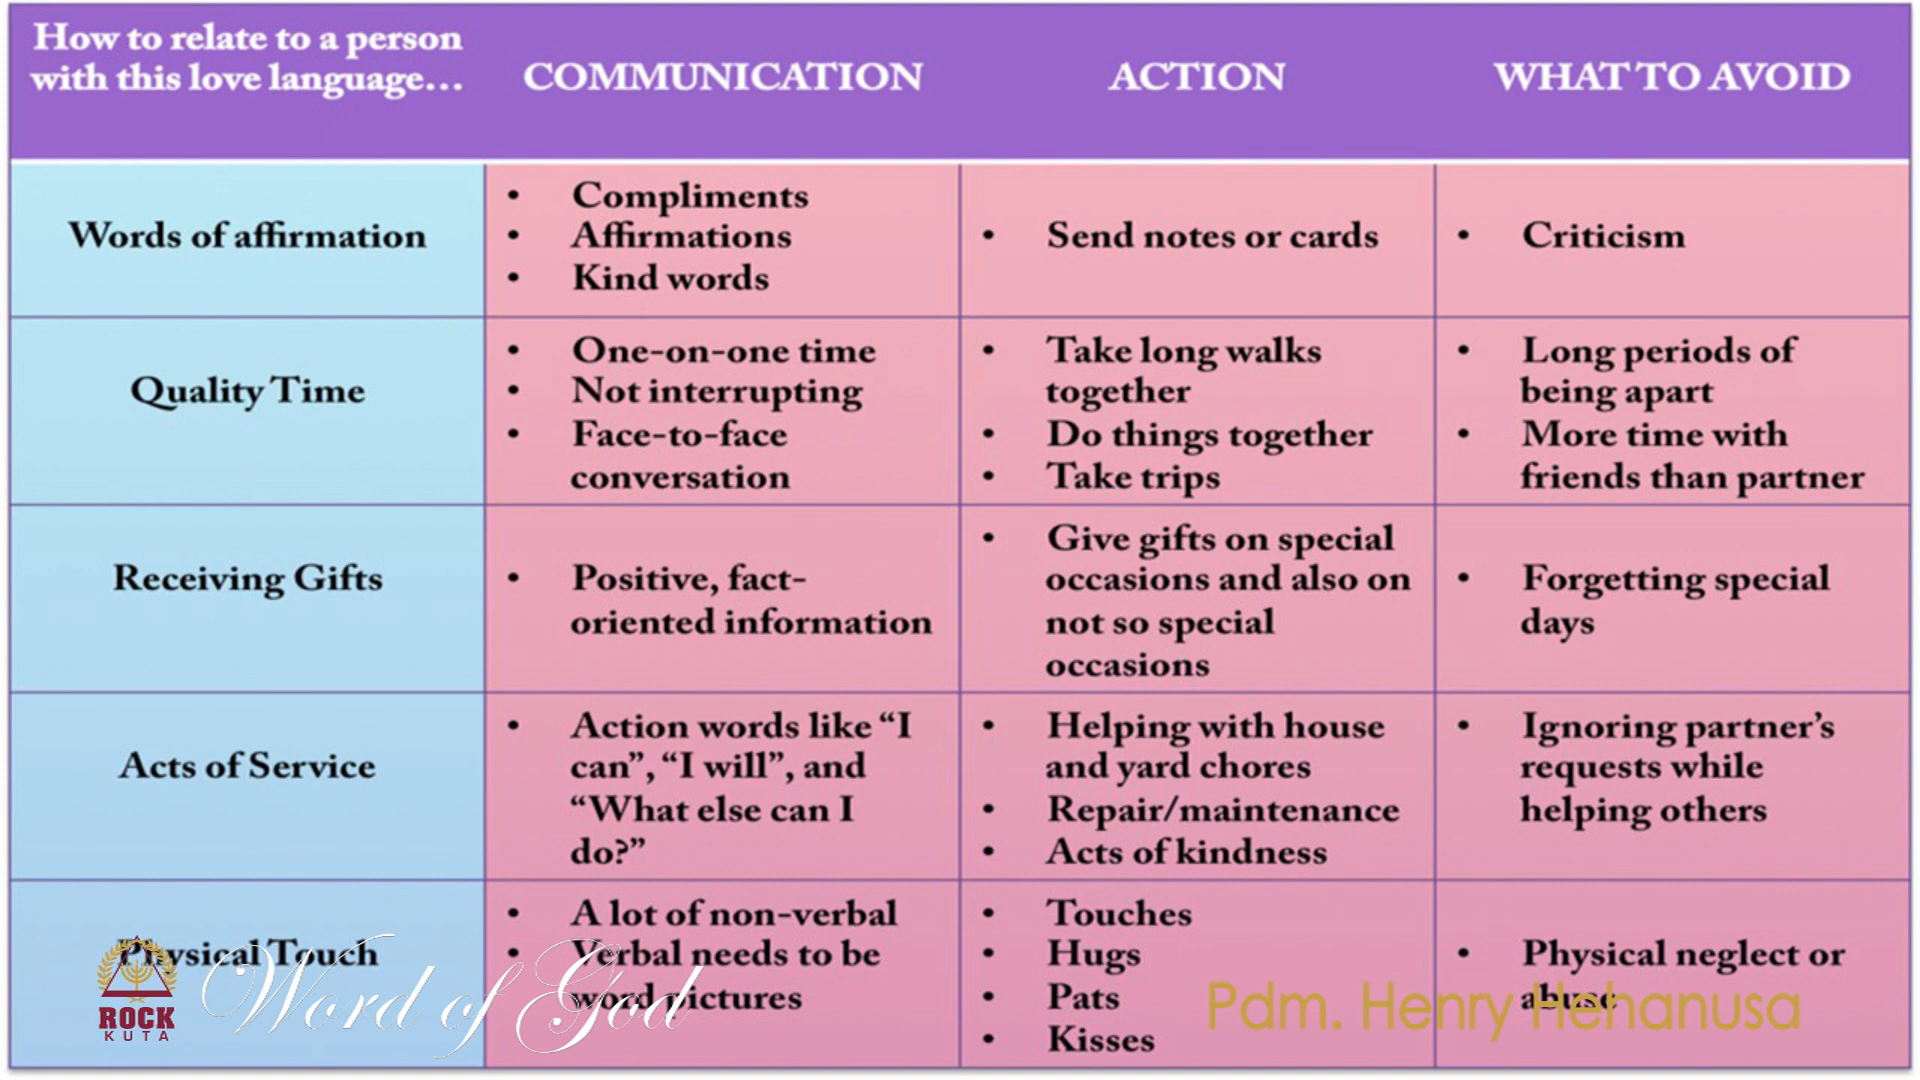 How to relate to a person
with this love language...
COMMUNICATION
ACTION
WHAT TO AVOID
Words of affirmation
• Compliments
• Affirmations
• Kind words
• Send notes or cards
• Criticism
Quality Time
• One-on-one time
• Not interrupting
• Face-to-face
conversation
• Take long walks
together
• Do things together
• Take trips
• Long periods of
being apart
• More time with
friends than partner
Receiving Gifts
• Positive, fact-
oriented information
• Give gifts on special
occasions and also on
not so special
occasions
• Forgetting special
days
Acts of Service
• Action words like “I
can”, “I will”, and
“What else can I
do?”
• Helping with house
and yard chores
• Repair/maintenance
• Acts of kindness
• Ignoring partner’s
requests while
helping others
Physical Touch
• A lot of non-verbal
• Verbal needs to be
word pictures
• Touches
• Hugs
• Pats
• Kisses
• Physical neglect or
abuse
ROCK
KUTA
Word of God
Pdm. Henry Hehanusa